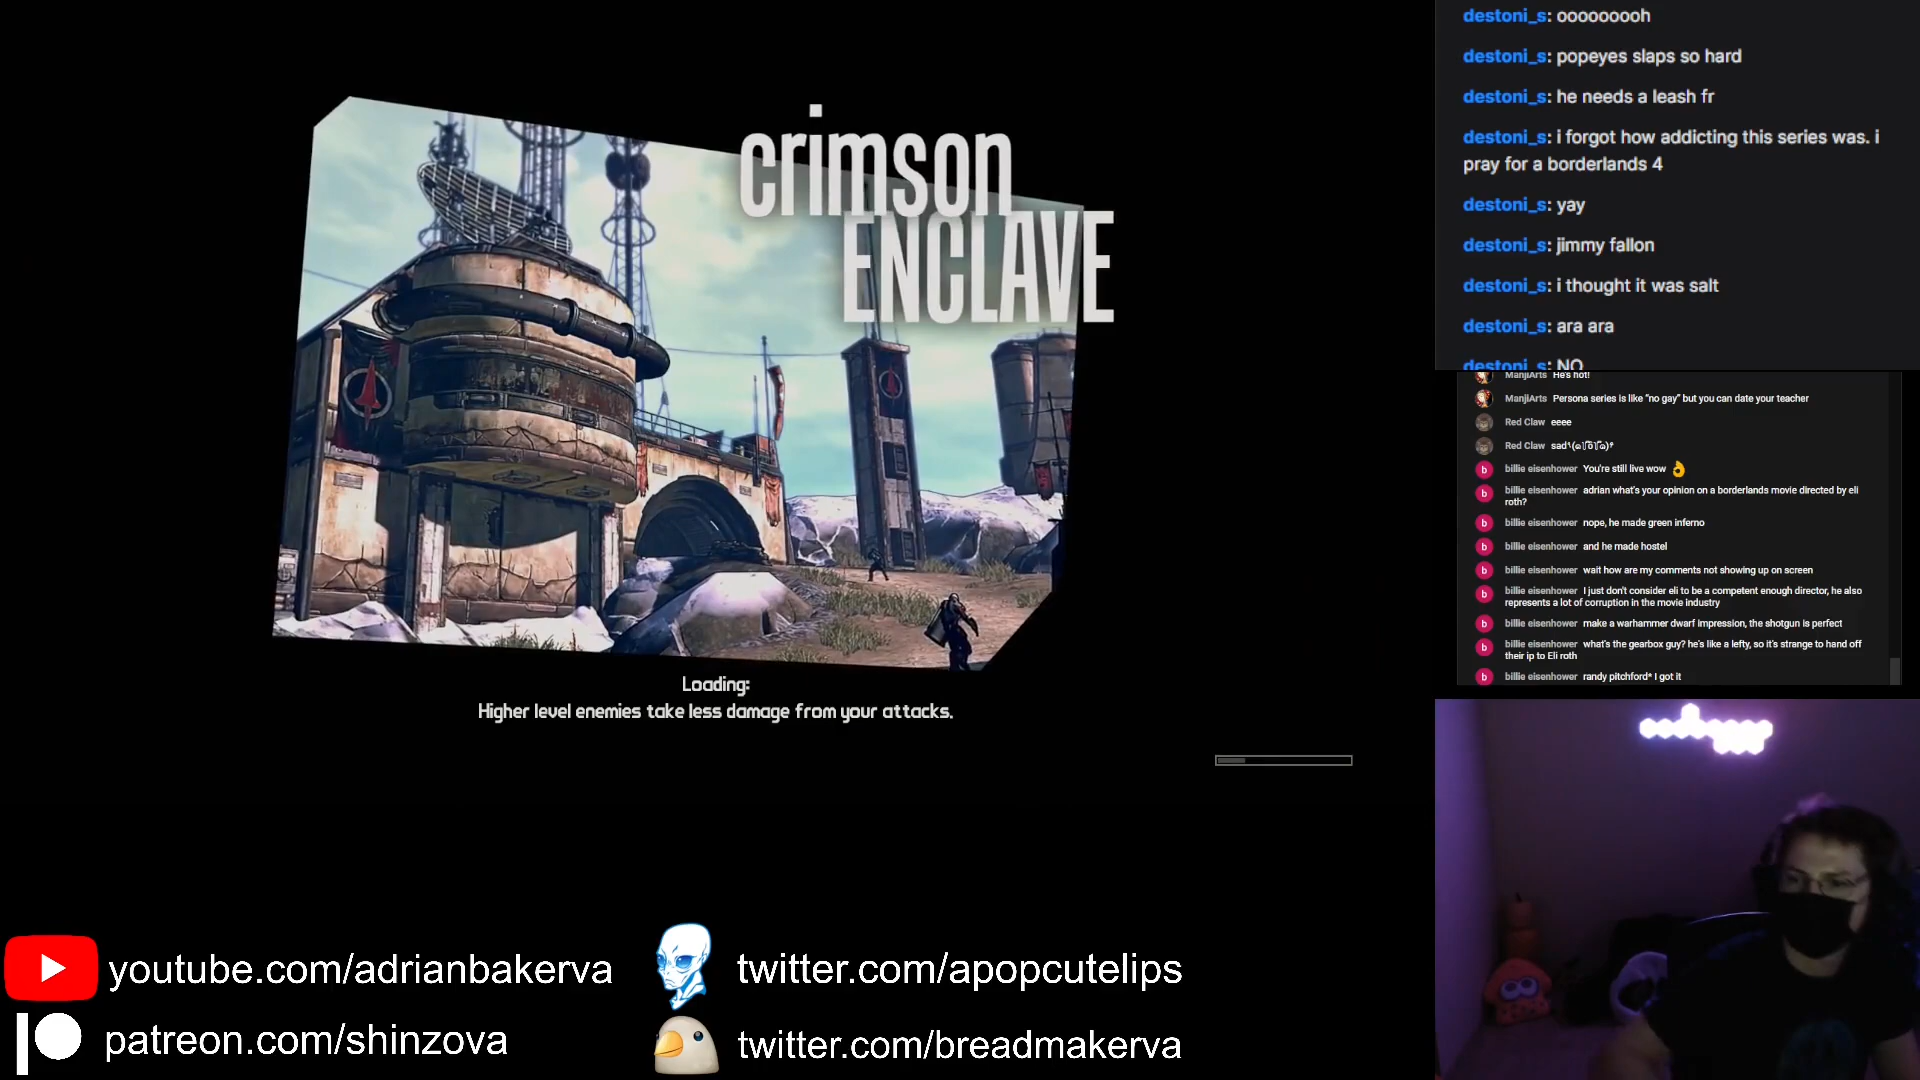 crimson
ENCLAVE
Loading:
Higher level enemies take less damage from your attacks.
destoni_s: ooooooooh
destoni_s: popeyes slaps so hard
destoni_s: he needs a leash fr
destoni_s: i forgot how addicting this series was. i
pray for a borderlands 4
destoni_s: yay
destoni_s: jimmy fallon
destoni_s: i thought it was salt
destoni_s: ara ara
destoni_s: NO
ManjiArts He's hot!
ManjiArts Persona series is like "no gay" but you can date your teacher
Red Claw eeee
Red Claw sad
b billie eisenhower You're still live wow 👌
b billie eisenhower adrian what's your opinion on a borderlands movie directed by eli
roth?
b billie eisenhower nope, he made green inferno
b billie eisenhower and he made hostel
b billie eisenhower wait how are my comments not showing up on screen
b billie eisenhower I just don't consider eli to be a competent enough director, he also
represents a lot of corruption in the movie industry
b billie eisenhower make a warhammer dwarf impression, the shotgun is perfect
b billie eisenhower what's the gearbox guy? he's like a lefty, so it's strange to hand off
their ip to Eli roth
b billie eisenhower randy pitchford* I got it
youtube.com/adrianbakerva
twitter.com/apopcutelips
patreon.com/shinzova
twitter.com/breadmakerva